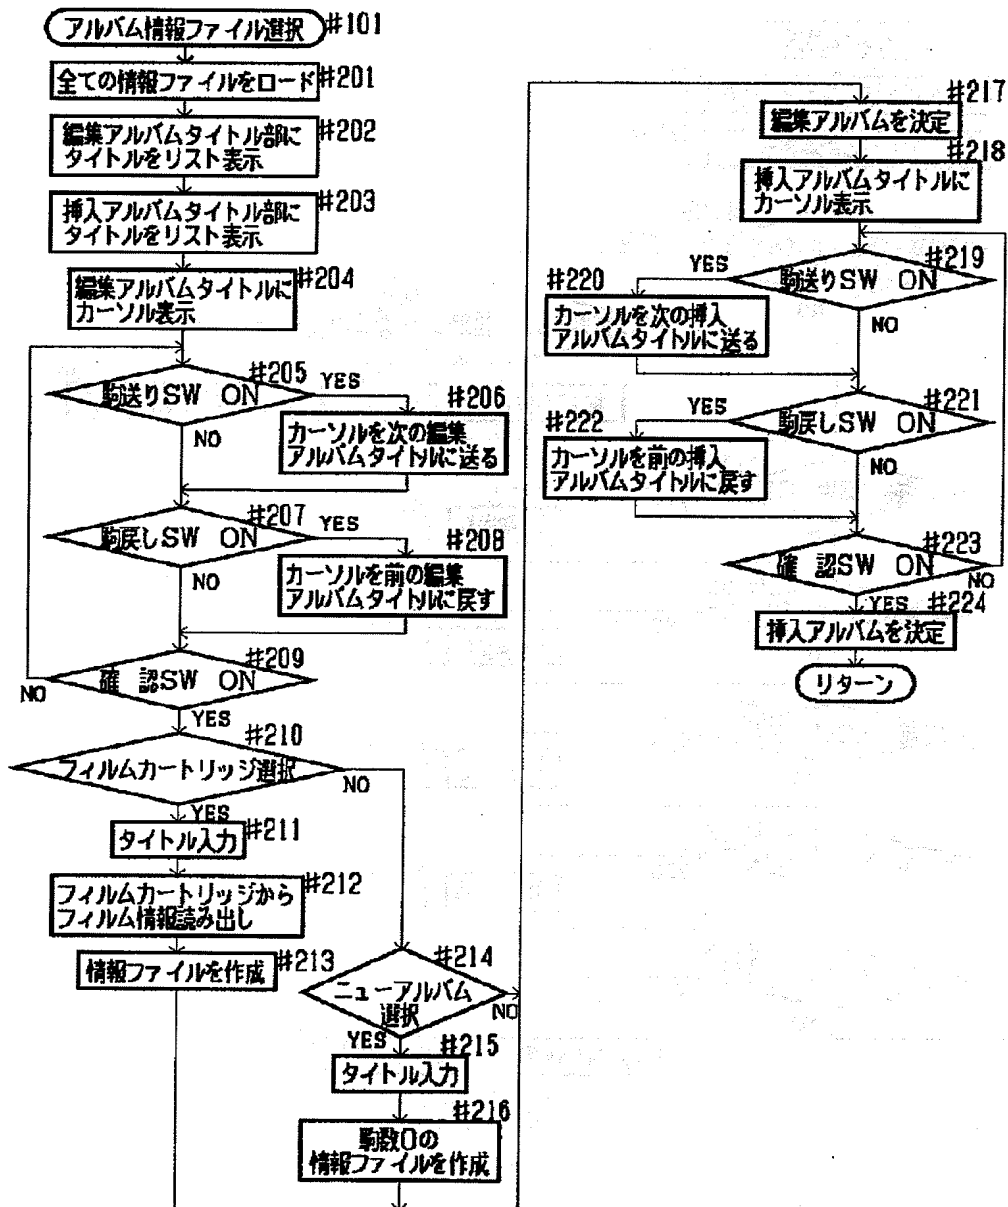 アルバム情報ファイル選択 #101
全ての情報ファイルをロード #201
編集アルバムタイトル部に #202
タイトルをリスト表示
挿入アルバムタイトル部に #203
タイトルをリスト表示
#204
編集アルバムタイトルに
カーソル表示
#205
駒送りSW ON
YES
NO
#206
カーソルを次の編集
アルバムタイトルに送る
#207
駒戻しSW ON
YES
NO
#208
カーソルを前の編集
アルバムタイトルに戻す
#209
確 認SW ON
NO
YES
#210
フィルムカートリッジ選択
NO
YES
タイトル入力 #211
フィルムカートリッジから #212
フィルム情報読み出し
情報ファイルを作成 #213
#214
ニューアルバム
選択
NO
YES
#215
タイトル入力
#216
駒数0の
情報ファイルを作成
#217
編集アルバムを決定
#218
挿入アルバムタイトルに
カーソル表示
#219
駒送りSW ON
YES
NO
#220
カーソルを次の挿入
アルバムタイトルに送る
#221
駒戻しSW ON
YES
NO
#222
カーソルを前の挿入
アルバムタイトルに戻す
#223
確 認SW ON
NO
YES
#224
挿入アルバムを決定
リターン